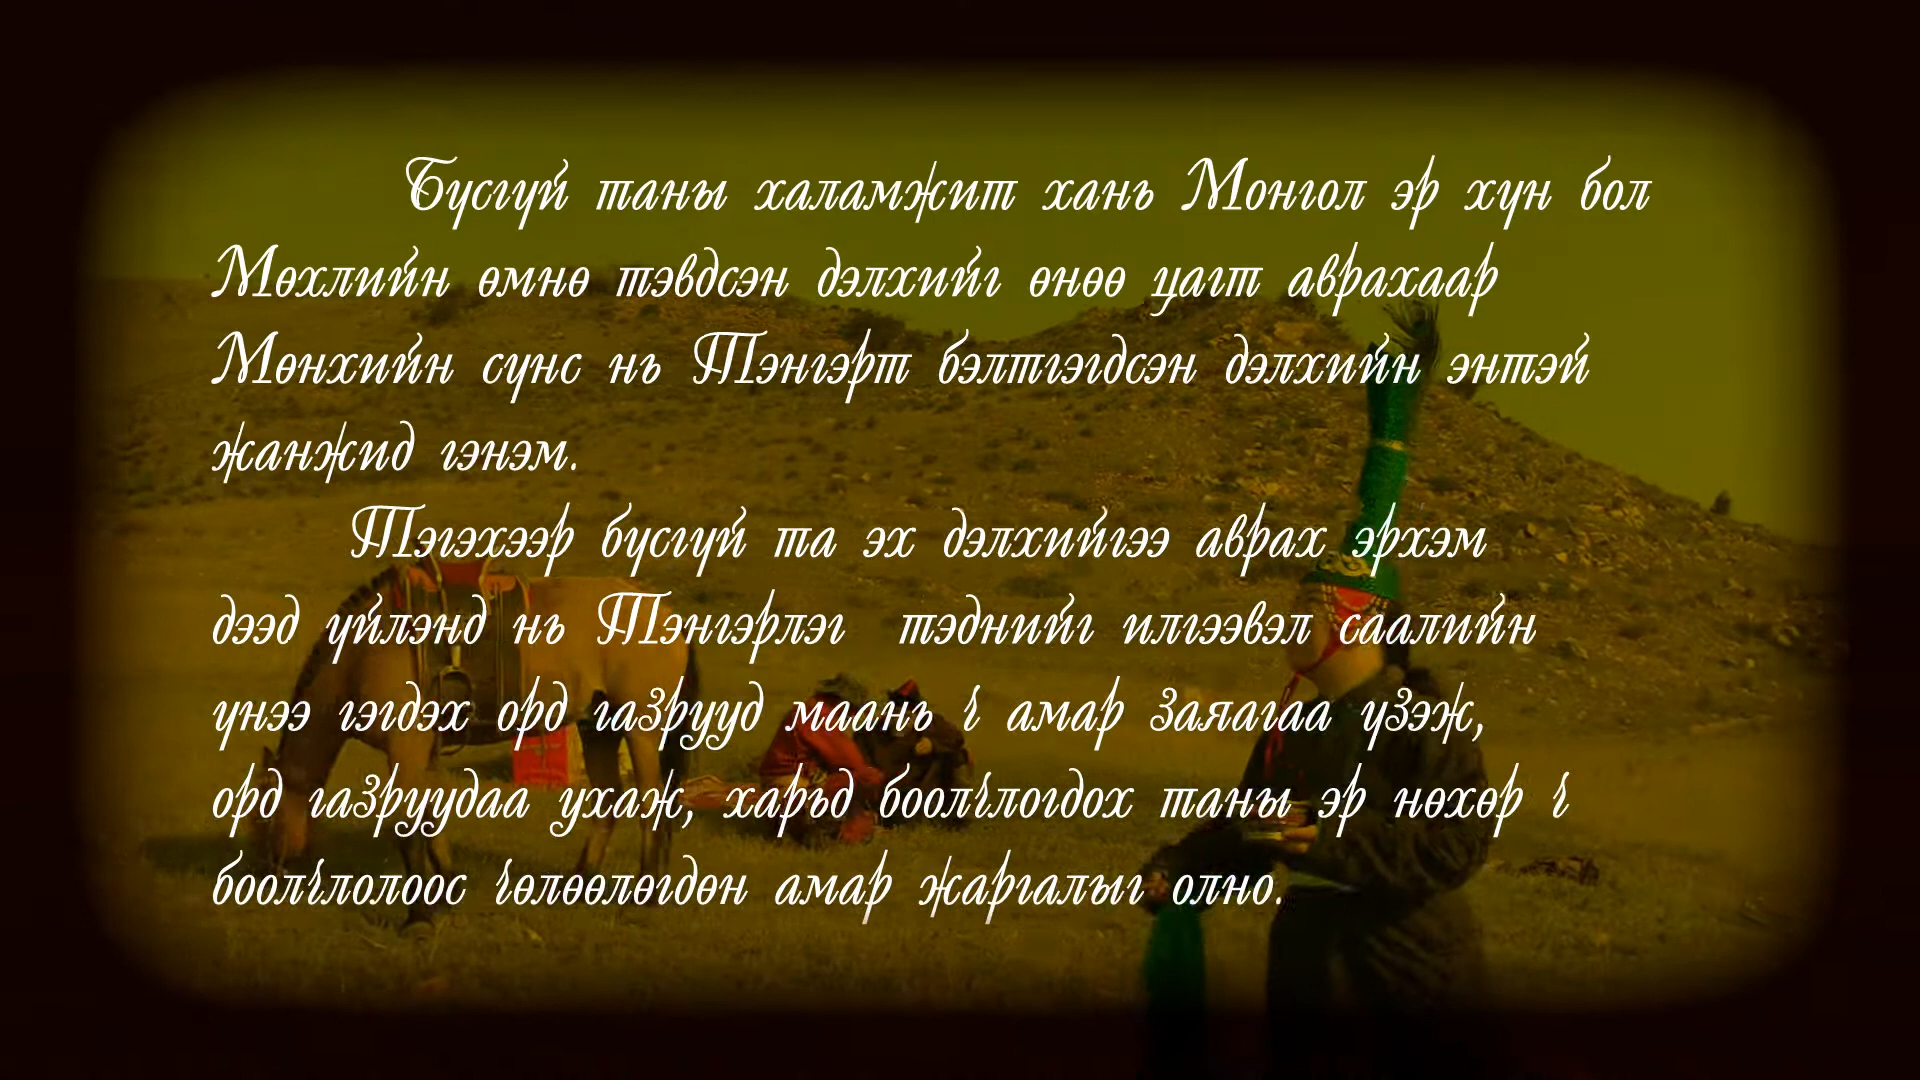 Бүсгүй таны халамжит хань Монгол эр хүн бол
Мөхлийн өмнө тэвдсэн дэлхийг өнөө цагт аврахаар
Мөнхийн сүнс нь Тэнгэрт бэлтгэгдсэн дэлхийн энтэй
жанжид гэнэм.
Тэгэхээр бүсгүй та эх дэлхийгээ аврах эрхэм
дээд үйлэнд нь Тэнгэрлэг тэднийг илгээвэл саалийн
үнээ гэгдэх орд газрууд маань ч амар заяагаа үзэж,
орд газруудаа ухаж, харьд боолчлогдох таны эр нөхөр ч
боолчлолоос чөлөөлөгдөн амар жаргалыг олно.